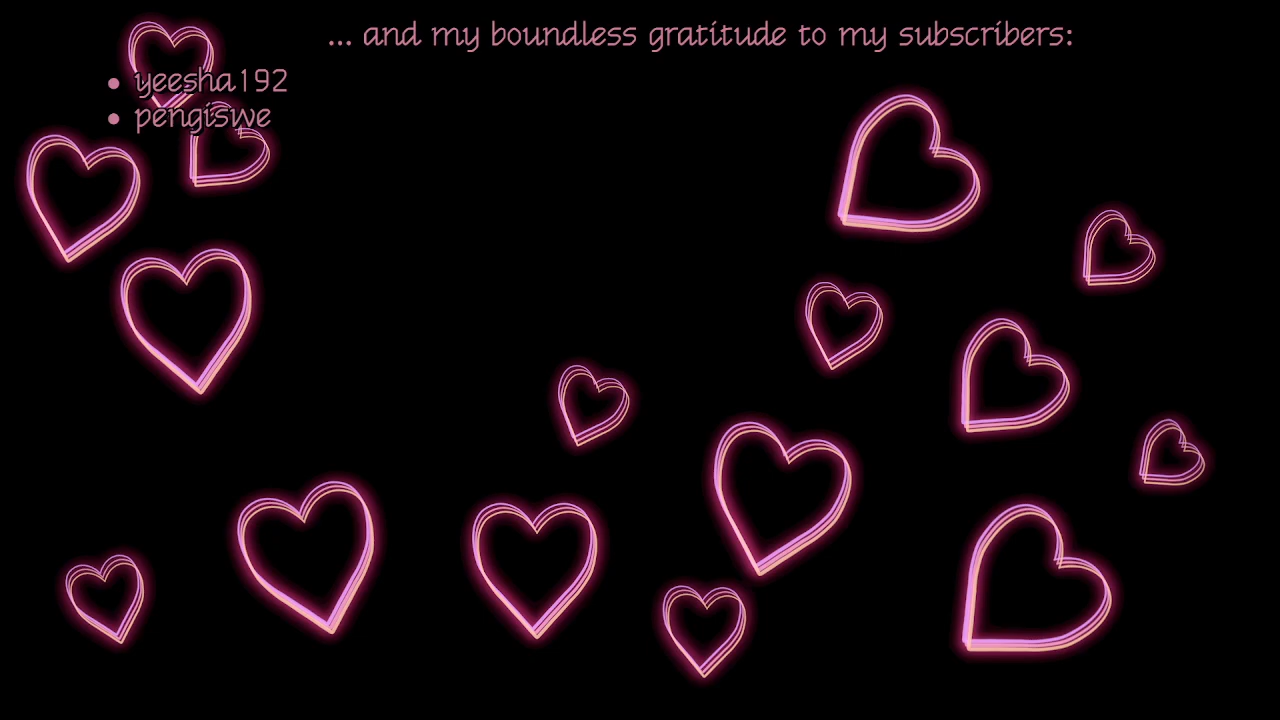 ... and my boundless gratitude to my subscribers:
• yeesha192
• pengiswe